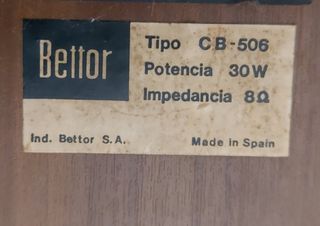 Bettor
Tipo CB-506
Potencia 30W
Impedancia 8Ω
Ind. Bettor S.A.
Made in Spain